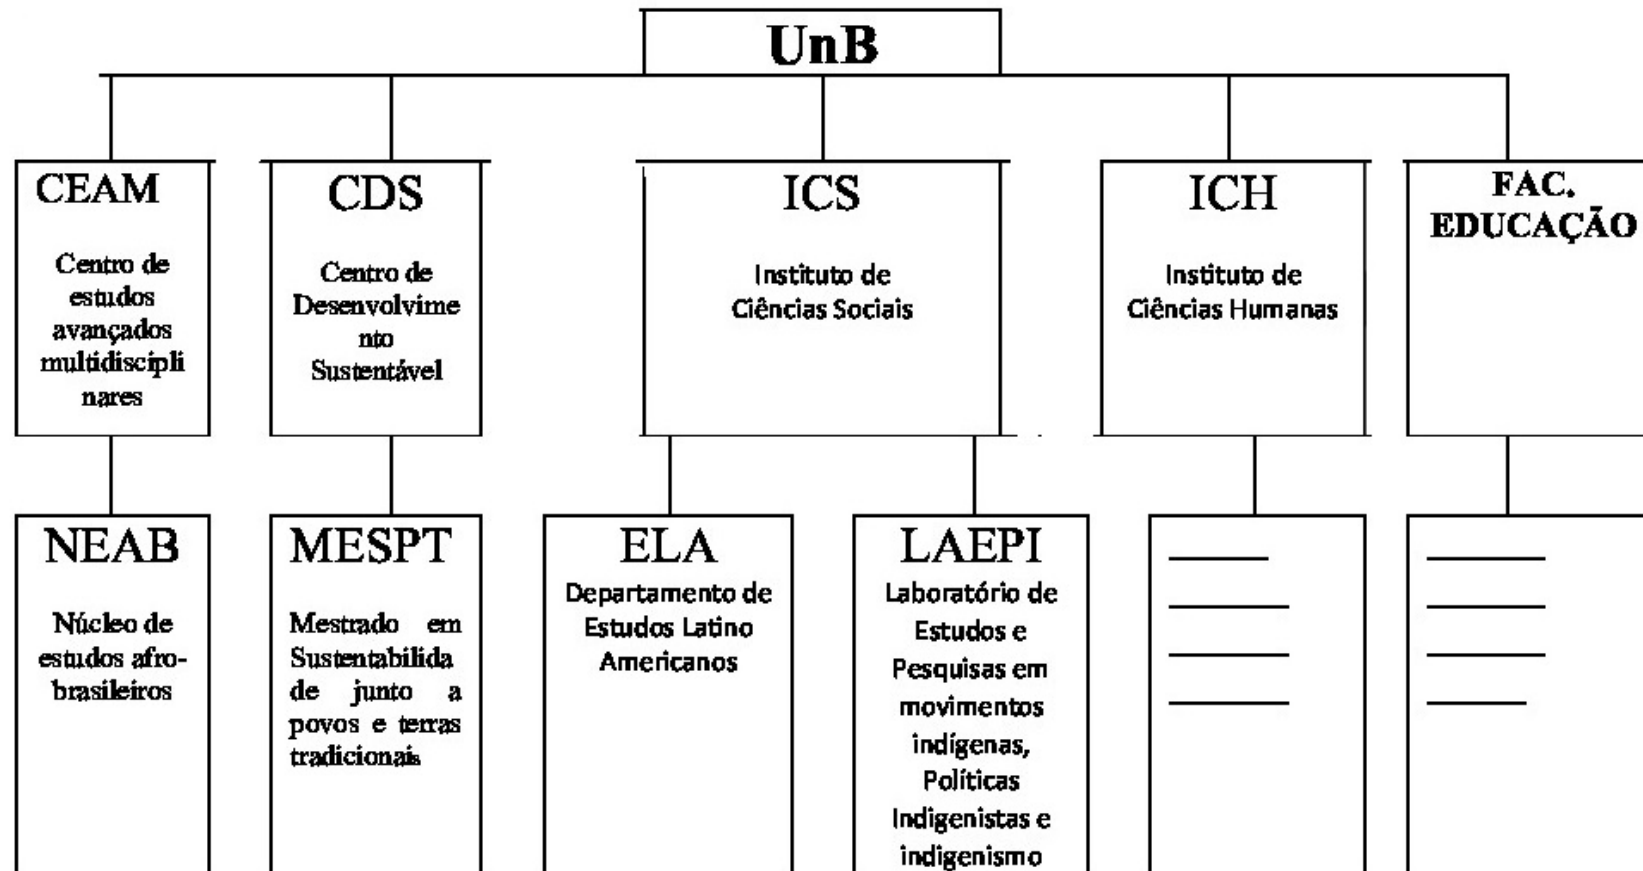 UnB
CEAM
Centro de
estudos
avançados
multidiscipli
nares
CDS
Centro de
Desenvolvime
nto
Sustentável
ICS
Instituto de
Ciências Sociais
ICH
Instituto de
Ciências Humanas
FAC.
EDUCAÇÃO
NEAB
Núcleo de
estudos afro-
brasileiros
MESPT
Mestrado em
Sustentabilida
de junto a
povos e terras
tradicionais
ELA
Departamento de
Estudos Latino
Americanos
LAEPI
Laboratório de
Estudos e
Pesquisas em
movimentos
indígenas,
Políticas
Indigenistas e
indigenismo